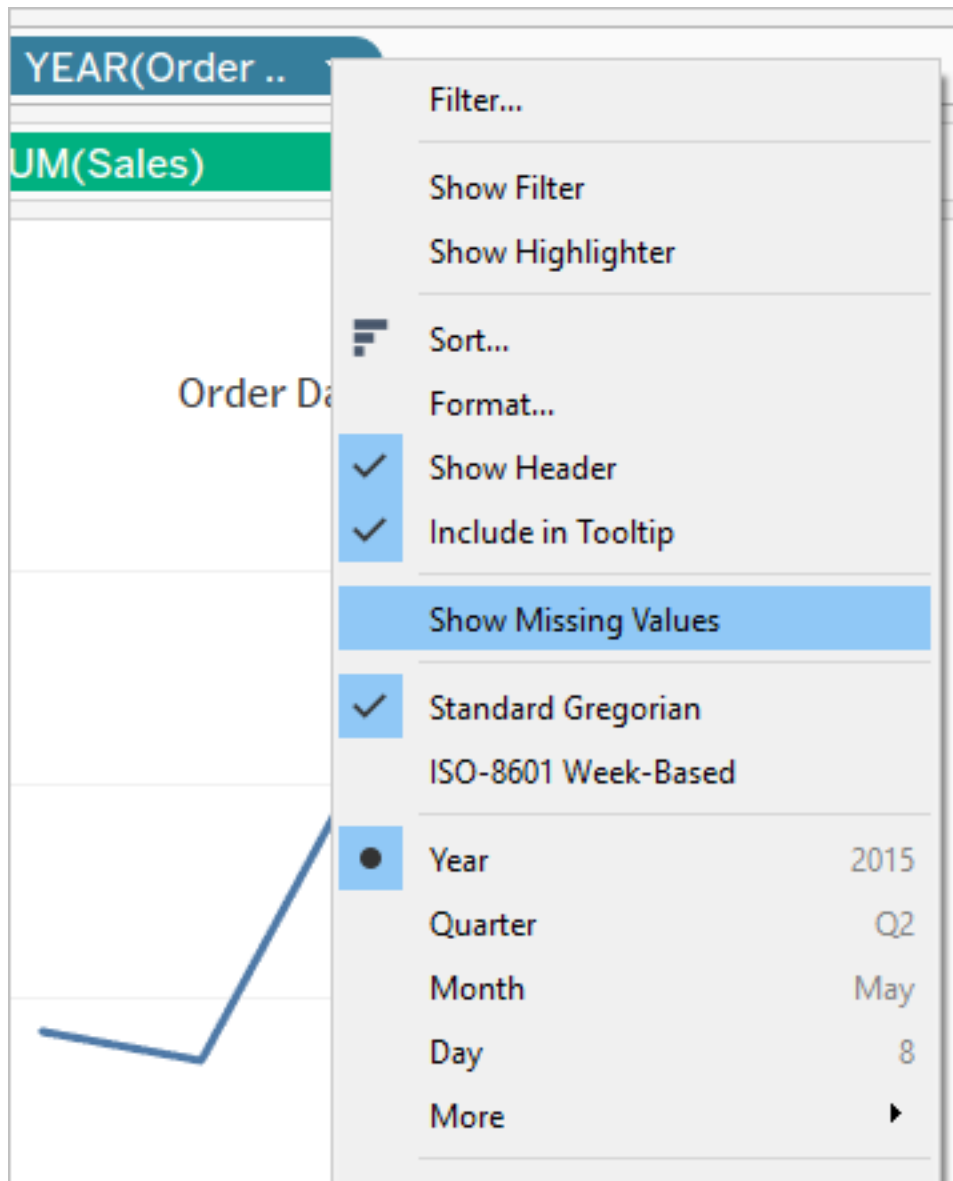 YEAR(Order ..
UM(Sales)
Order Da
Filter...
Show Filter
Show Highlighter
Sort...
Format...
Show Header
Include in Tooltip
Show Missing Values
Standard Gregorian
ISO-8601 Week-Based
Year 2015
Quarter Q2
Month May
Day 8
More